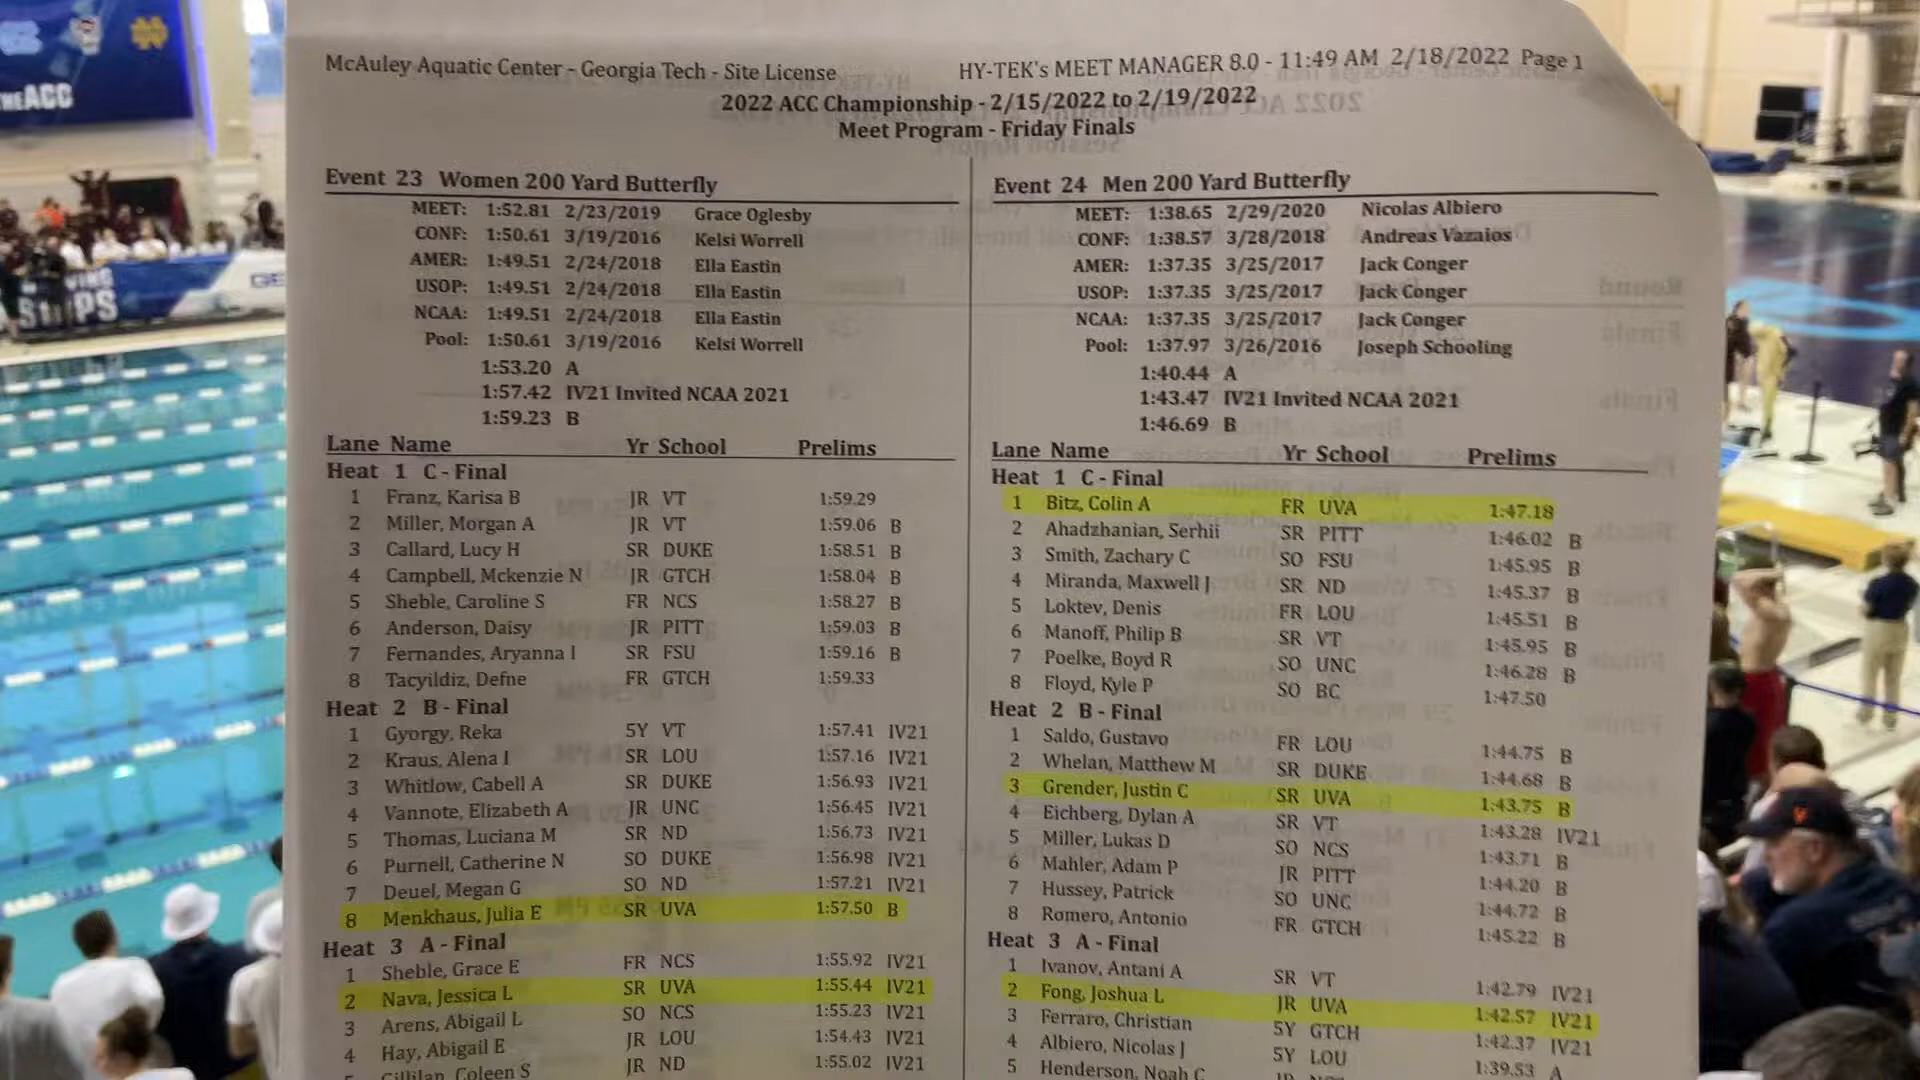 THE ACC
McAuley Aquatic Center - Georgia Tech - Site License
HY-TEK's MEET MANAGER 8.0 - 11:49 AM 2/18/2022 Page 1
2022 ACC Championship - 2/15/2022 to 2/19/2022
Meet Program - Friday Finals
Event 23 Women 200 Yard Butterfly
MEET: 1:52.81 2/23/2019 Grace Oglesby
CONF: 1:50.61 3/19/2016 Kelsi Worrell
AMER: 1:49.51 2/24/2018 Ella Eastin
USOP: 1:49.51 2/24/2018 Ella Eastin
NCAA: 1:49.51 2/24/2018 Ella Eastin
Pool: 1:50.61 3/19/2016 Kelsi Worrell
1:53.20 A
1:57.42 IV21 Invited NCAA 2021
1:59.23 B
Lane Name Yr School Prelims
Heat 1 C - Final
1 Franz, Karisa B JR VT 1:59.29
2 Miller, Morgan A JR VT 1:59.06 B
3 Callard, Lucy H SR DUKE 1:58.51 B
4 Campbell, Mckenzie N JR GTCH 1:58.04 B
5 Sheble, Caroline S FR NCS 1:58.27 B
6 Anderson, Daisy JR PITT 1:59.03 B
7 Fernandes, Aryanna I SR FSU 1:59.16 B
8 Tacyildiz, Defne FR GTCH 1:59.33
Heat 2 B - Final
1 Gyorgy, Reka 5Y VT 1:57.41 IV21
2 Kraus, Alena I SR LOU 1:57.16 IV21
3 Whitlow, Cabell A SR DUKE 1:56.93 IV21
4 Vannote, Elizabeth A JR UNC 1:56.45 IV21
5 Thomas, Luciana M SR ND 1:56.73 IV21
6 Purnell, Catherine N SO DUKE 1:56.98 IV21
7 Deuel, Megan G SO ND 1:57.21 IV21
8 Menkhaus, Julia E SR UVA 1:57.50 B
Heat 3 A - Final
1 Sheble, Grace E FR NCS 1:55.92 IV21
2 Nava, Jessica L SR UVA 1:55.44 IV21
3 Arens, Abigail L SO NCS 1:55.23 IV21
4 Hay, Abigail E JR LOU 1:54.43 IV21
Gillilan, Coleen S JR ND 1:55.02 IV21
Event 24 Men 200 Yard Butterfly
MEET: 1:38.65 2/29/2020 Nicolas Albiero
CONF: 1:38.57 3/28/2018 Andreas Vazaios
AMER: 1:37.35 3/25/2017 Jack Conger
USOP: 1:37.35 3/25/2017 Jack Conger
NCAA: 1:37.35 3/25/2017 Jack Conger
Pool: 1:37.97 3/26/2016 Joseph Schooling
1:40.44 A
1:43.47 IV21 Invited NCAA 2021
1:46.69 B
Lane Name Yr School Prelims
Heat 1 C - Final
1 Bitz, Colin A FR UVA 1:47.18
2 Ahadzhanian, Serhii SR PITT 1:46.02 B
3 Smith, Zachary C SO FSU 1:45.95 B
4 Miranda, Maxwell J SR ND 1:45.37 B
5 Loktev, Denis FR LOU 1:45.51 B
6 Manoff, Philip B SR VT 1:45.95 B
7 Poelke, Boyd R SO UNC 1:46.28 B
8 Floyd, Kyle P SO BC 1:47.50
Heat 2 B - Final
1 Saldo, Gustavo FR LOU 1:44.75 B
2 Whelan, Matthew M SR DUKE 1:44.68 B
3 Grender, Justin C SR UVA 1:43.75 B
4 Eichberg, Dylan A SR VT 1:43.28 IV21
5 Miller, Lukas D SO NCS 1:43.71 B
6 Mahler, Adam P JR PITT 1:44.20 B
7 Hussey, Patrick SO UNC 1:44.72 B
8 Romero, Antonio FR GTCH 1:45.22 B
Heat 3 A - Final
1 Ivanov, Antani A SR VT 1:42.79 IV21
2 Fong, Joshua L JR UVA 1:42.57 IV21
3 Ferraro, Christian 5Y GTCH 1:42.37 IV21
4 Albiero, Nicolas J 5Y LOU 1:39.53 A
5 Henderson, Noah C